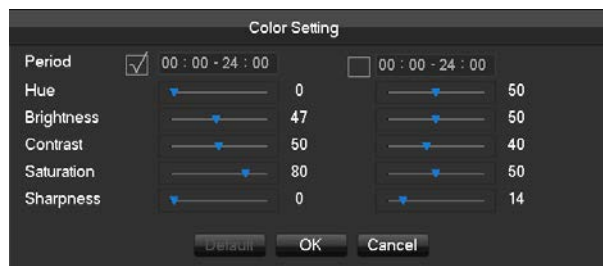 Color Setting
Period 00 : 00 - 24 : 00 00 : 00 - 24 : 00
Hue 0 50
Brightness 47 50
Contrast 50 40
Saturation 80 50
Sharpness 0 14
Default OK Cancel